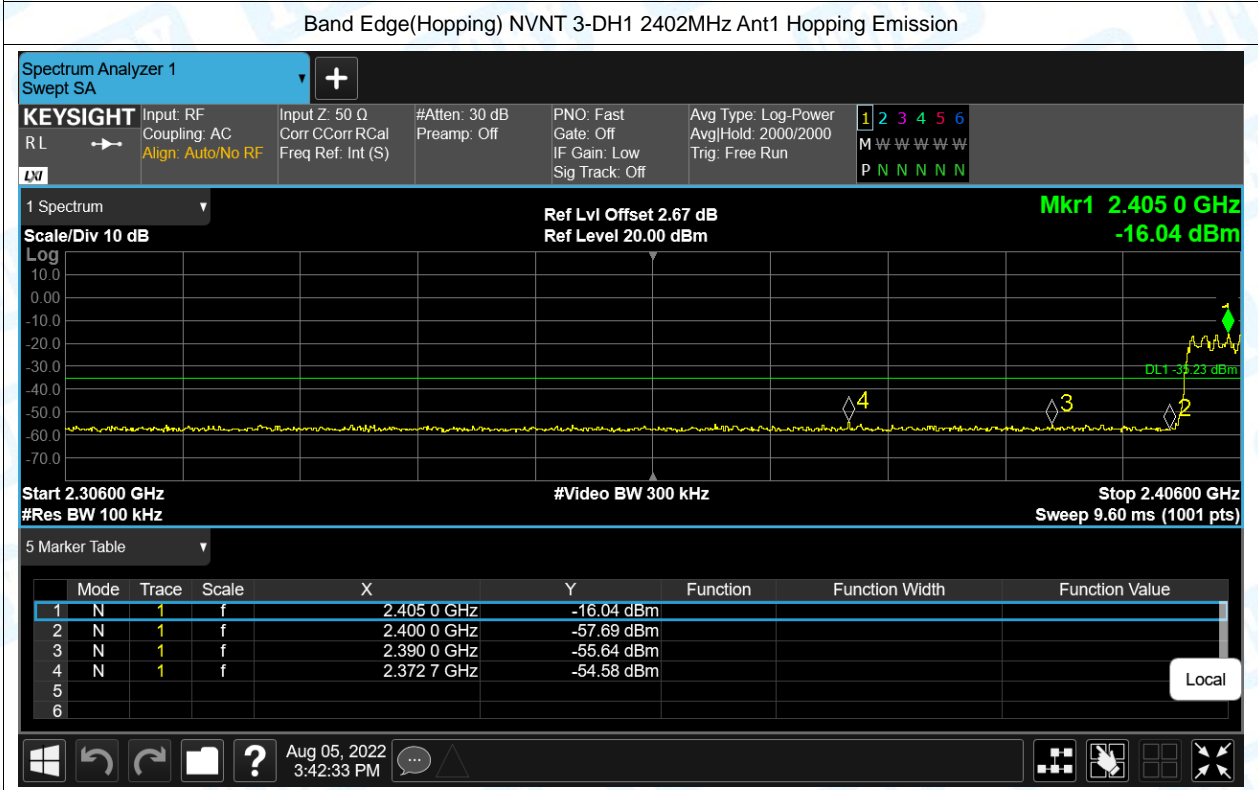 Band Edge(Hopping) NVNT 3-DH1 2402MHz Ant1 Hopping Emission
Spectrum Analyzer 1
Swept SA
KEYSIGHT
R L
LXI
Input: RF
Coupling: AC
Align: Auto/No RF
Input Z: 50 Ω
Corr CCorr RCal
Freq Ref: Int (S)
#Atten: 30 dB
Preamp: Off
PNO: Fast
Gate: Off
IF Gain: Low
Sig Track: Off
Avg Type: Log-Power
Avg|Hold: 2000/2000
Trig: Free Run
1 2 3 4 5 6
M W W W W W
P N N N N N
1 Spectrum
Scale/Div 10 dB
Ref Lvl Offset 2.67 dB
Ref Level 20.00 dBm
Mkr1 2.405 0 GHz
-16.04 dBm
Log
10.0
0.00
-10.0
-20.0
-30.0
-40.0
-50.0
-60.0
-70.0
1
DL1 -35.23 dBm
4
3
2
Start 2.30600 GHz
#Video BW 300 kHz
Stop 2.40600 GHz
#Res BW 100 kHz
Sweep 9.60 ms (1001 pts)
5 Marker Table
Mode Trace Scale X Y Function Function Width Function Value
1 N 1 f 2.405 0 GHz -16.04 dBm
2 N 1 f 2.400 0 GHz -57.69 dBm
3 N 1 f 2.390 0 GHz -55.64 dBm
4 N 1 f 2.372 7 GHz -54.58 dBm
5
6
Local
?
Aug 05, 2022
3:42:33 PM